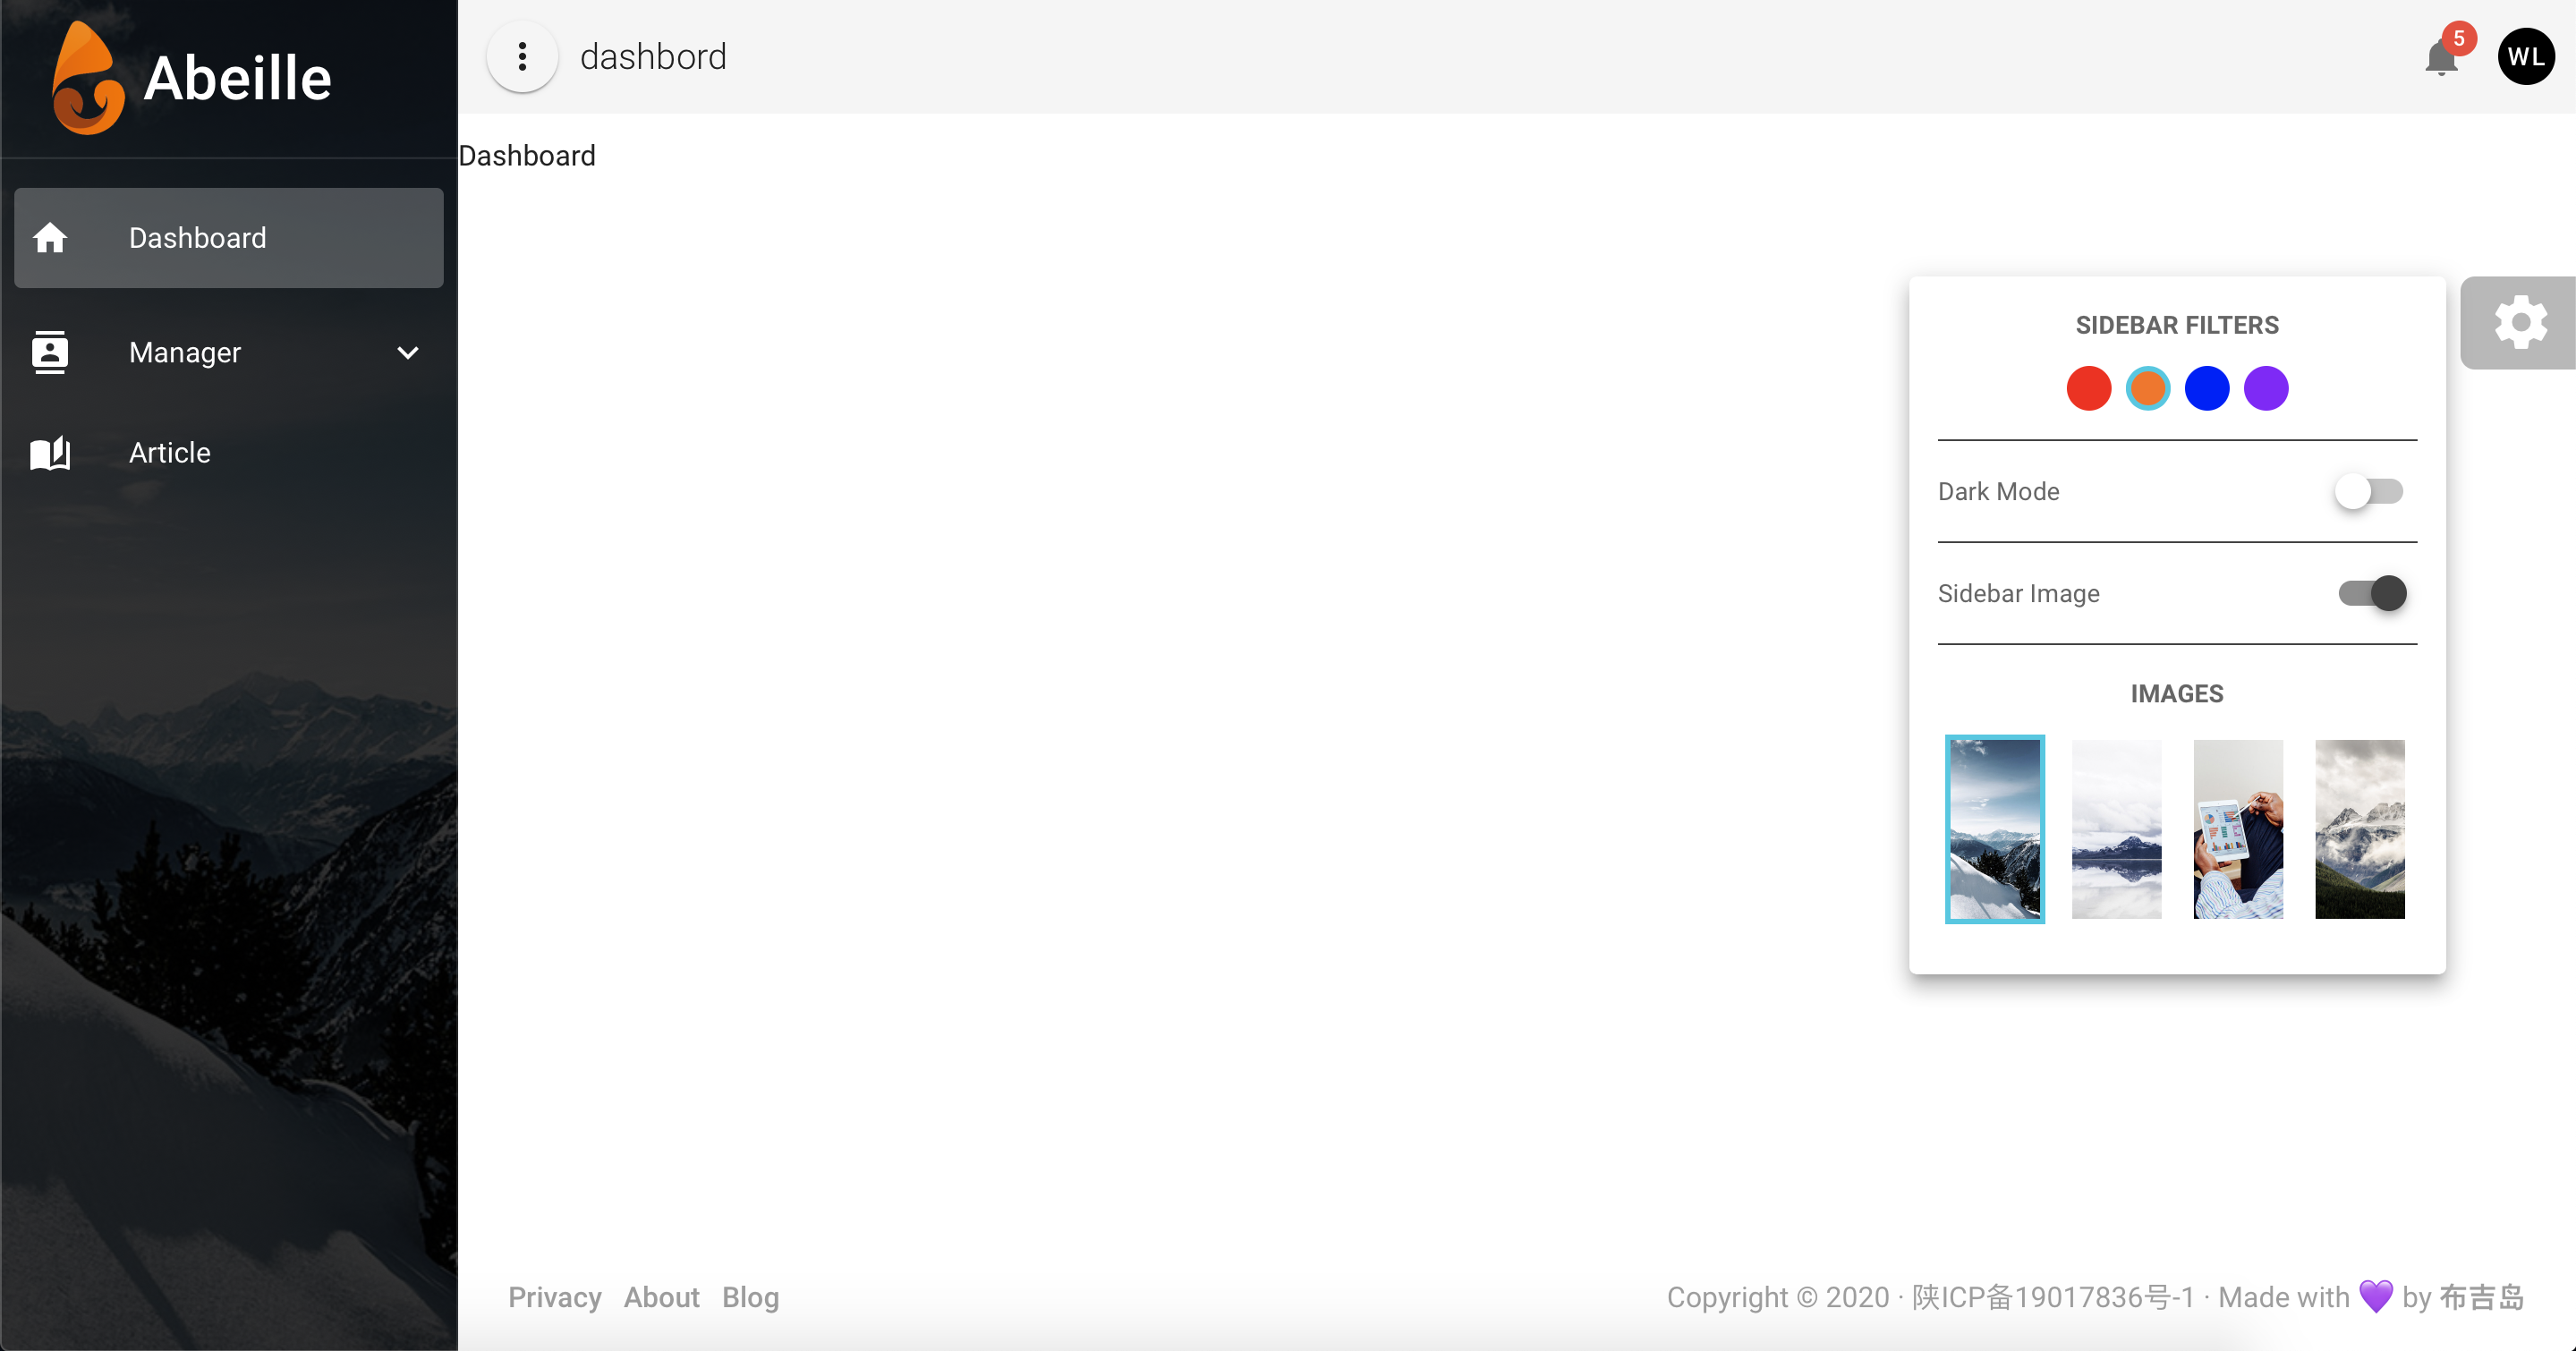 Abeille
dashbord
5
WL
Dashboard
Dashboard
Manager
Article
SIDEBAR FILTERS
Dark Mode
Sidebar Image
IMAGES
Privacy About Blog
Copyright © 2020 · 陕ICP备19017836号-1 · Made with 💜 by 布吉岛